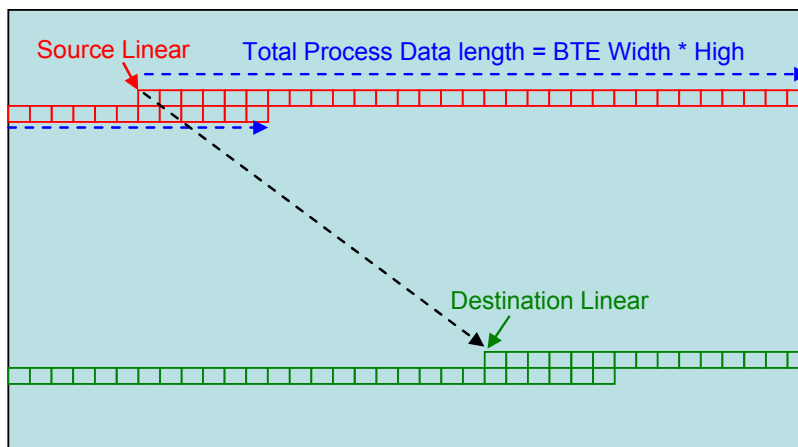 Source Linear
Total Process Data length = BTE Width * High
Destination Linear